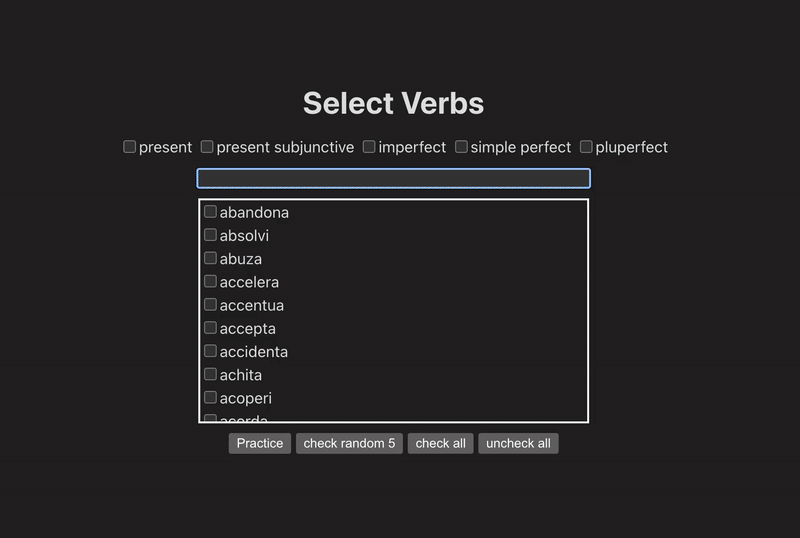 Select Verbs
present present subjunctive imperfect simple perfect pluperfect
abandona
absolvi
abuza
accelera
accentua
accepta
accidenta
achita
acoperi
acorda
Practice check random 5 check all uncheck all